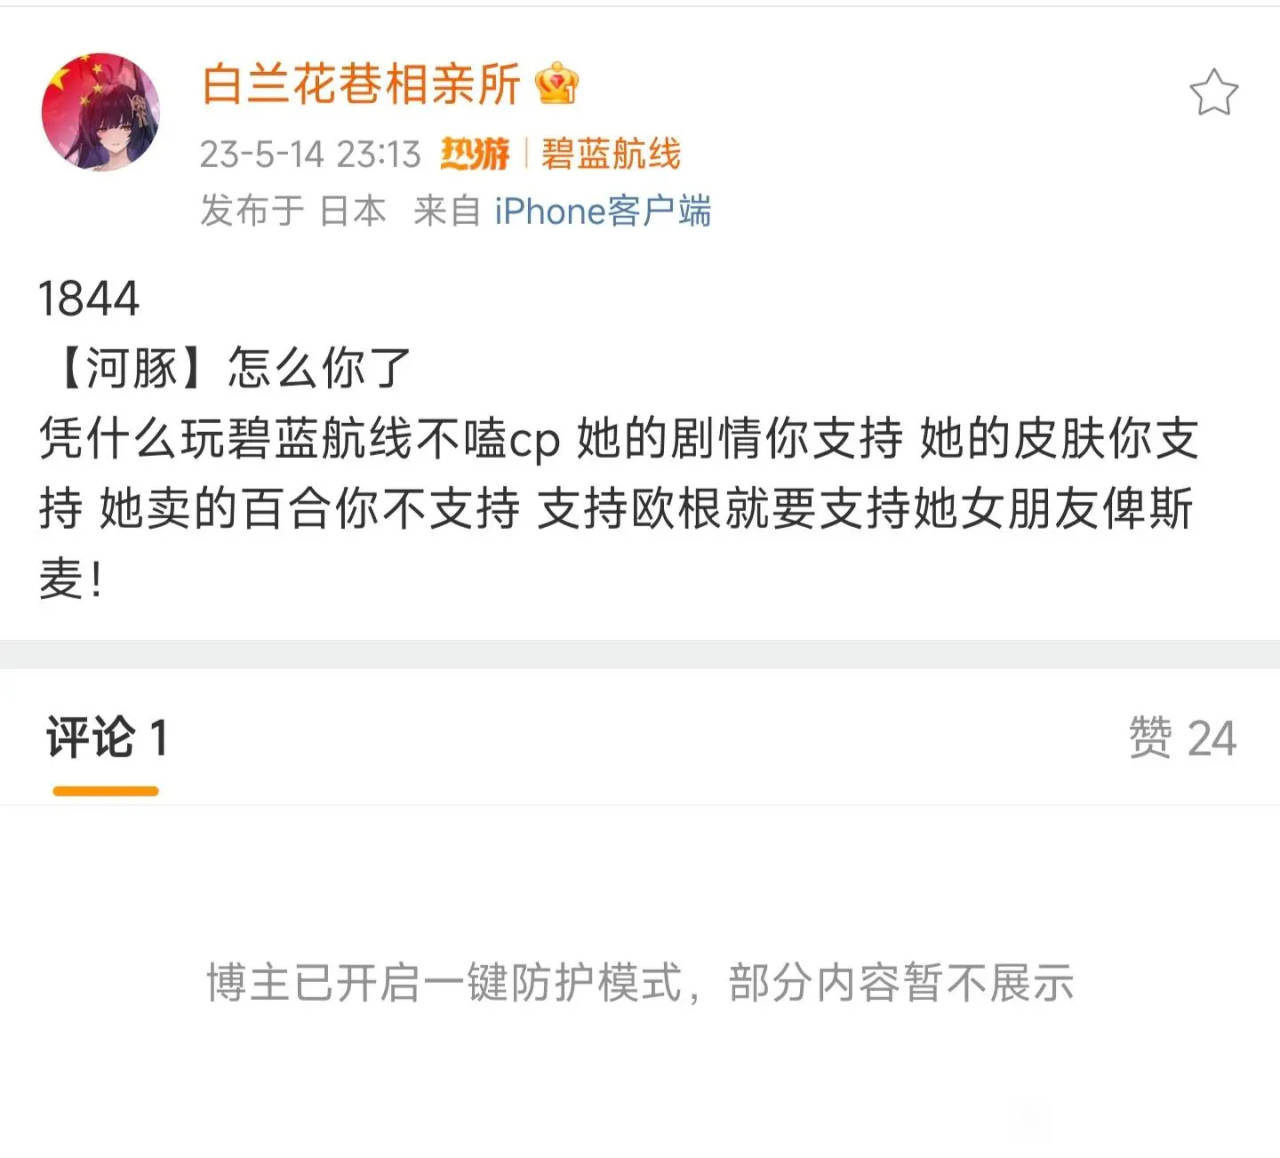 白兰花巷相亲所
23-5-14 23:13 热游 | 碧蓝航线
发布于 日本 来自 iPhone客户端
1844
【河豚】怎么你了
凭什么玩碧蓝航线不嗑cp 她的剧情你支持 她的皮肤你支
持 她卖的百合你不支持 支持欧根就要支持她女朋友俾斯
麦！
评论 1
赞 24
博主已开启一键防护模式，部分内容暂不展示